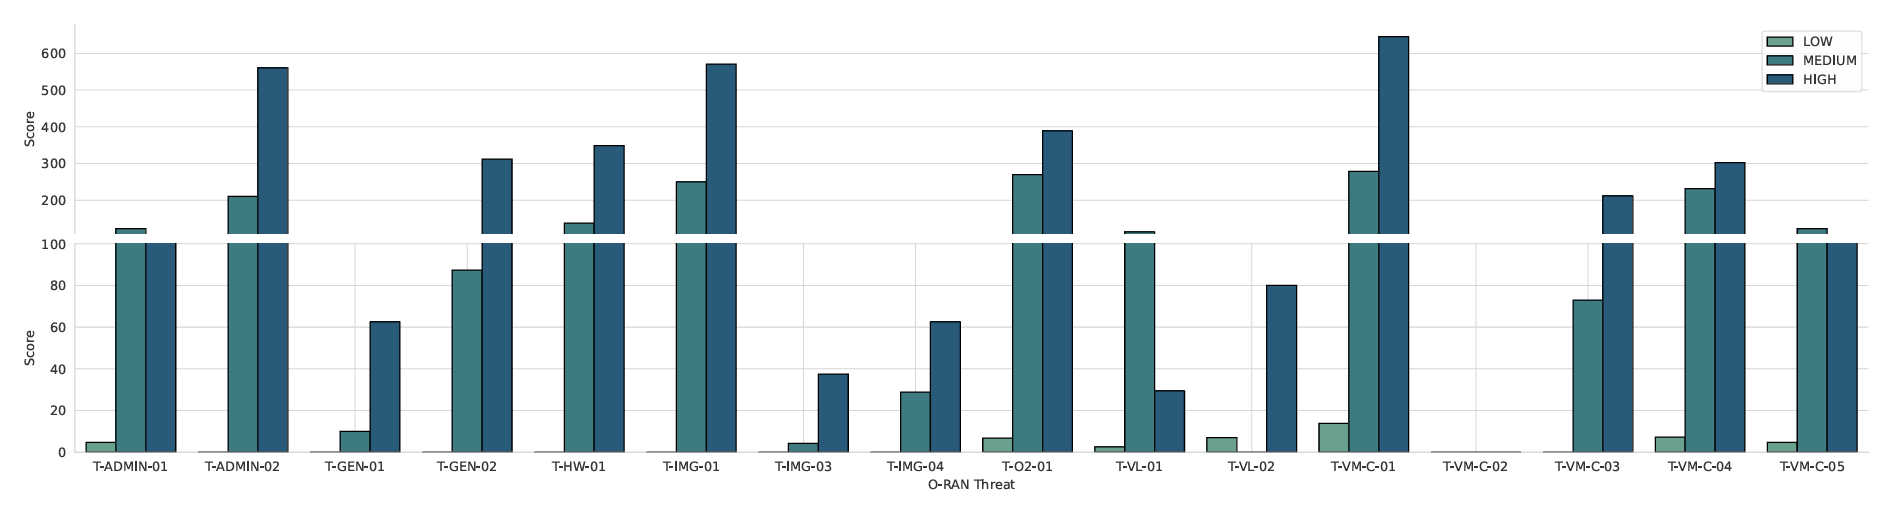 600
500
400
300
200
Score
LOW
MEDIUM
HIGH
100
80
60
40
20
0
Score
T-ADMIN-01 T-ADMIN-02 T-GEN-01 T-GEN-02 T-HW-01 T-IMG-01 T-IMG-03 T-IMG-04 T-O2-01 T-VL-01 T-VL-02 T-VM-C-01 T-VM-C-02 T-VM-C-03 T-VM-C-04 T-VM-C-05
O-RAN Threat